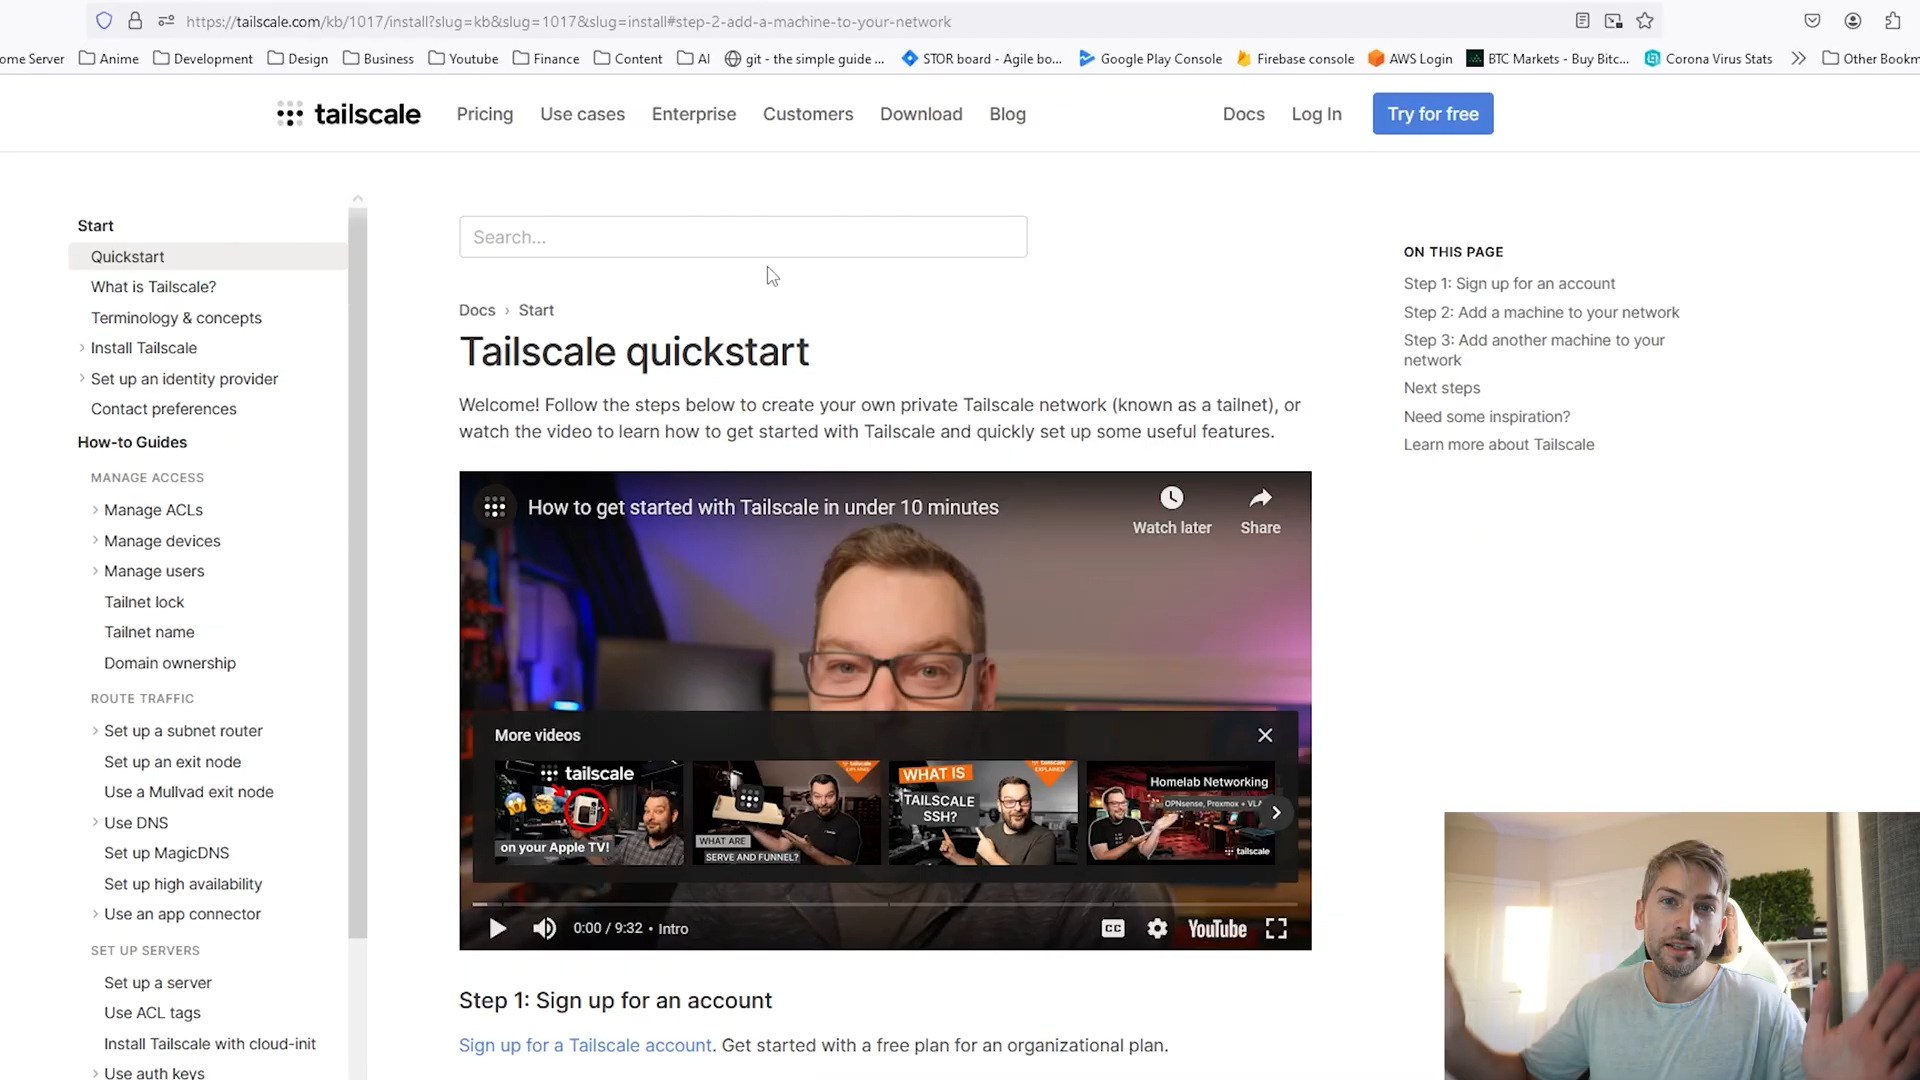 https://tailscale.com/kb/1017/install?slug=kb&slug=1017&slug=install#step-2-add-a-machine-to-your-network
ome Server
Anime
Development
Design
Business
Youtube
Finance
Content
AI
git - the simple guide ...
STOR board - Agile bo...
Google Play Console
Firebase console
AWS Login
BTC Markets - Buy Bitc...
Corona Virus Stats
Other Bookm
tailscale
Pricing
Use cases
Enterprise
Customers
Download
Blog
Docs
Log In
Try for free
Start
Quickstart
What is Tailscale?
Terminology & concepts
Install Tailscale
Set up an identity provider
Contact preferences
How-to Guides
MANAGE ACCESS
Manage ACLs
Manage devices
Manage users
Tailnet lock
Tailnet name
Domain ownership
ROUTE TRAFFIC
Set up a subnet router
Set up an exit node
Use a Mullvad exit node
Use DNS
Set up MagicDNS
Set up high availability
Use an app connector
SET UP SERVERS
Set up a server
Use ACL tags
Install Tailscale with cloud-init
Use auth keys
Search...
Docs › Start
Tailscale quickstart
Welcome! Follow the steps below to create your own private Tailscale network (known as a tailnet), or
watch the video to learn how to get started with Tailscale and quickly set up some useful features.
How to get started with Tailscale in under 10 minutes
Watch later
Share
More videos
tailscale
on your Apple TV!
WHAT ARE
SERVE AND FUNNEL?
WHAT IS
TAILSCALE
SSH?
Homelab Networking
OPNsense, Proxmox + VLA
tailscale
0:00 / 9:32 • Intro
CC
YouTube
Step 1: Sign up for an account
Sign up for a Tailscale account. Get started with a free plan for an organizational plan.
ON THIS PAGE
Step 1: Sign up for an account
Step 2: Add a machine to your network
Step 3: Add another machine to your
network
Next steps
Need some inspiration?
Learn more about Tailscale